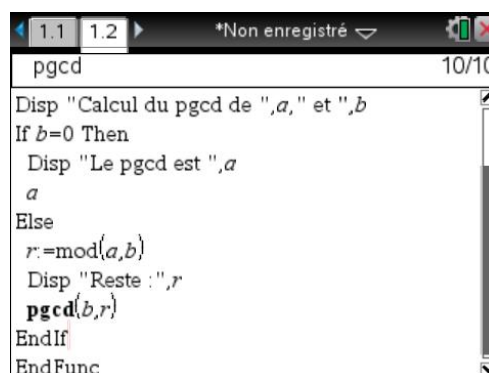 1.1 1.2 *Non enregistré
pgcd 10/10
Disp "Calcul du pgcd de ",a," et ",b
If b=0 Then
Disp "Le pgcd est ",a
a
Else
r:=mod(a,b)
Disp "Reste :",r
pgcd(b,r)
EndIf
EndFunc